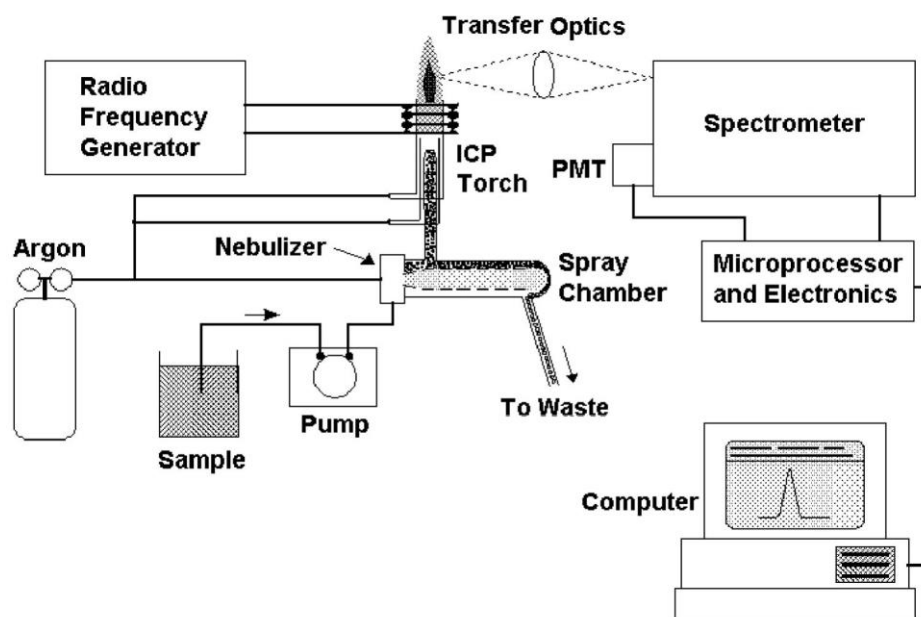 Transfer Optics
Radio
Frequency
Generator
Spectrometer
ICP
Torch
PMT
Argon
Nebulizer
Spray
Chamber
Microprocessor
and Electronics
Pump
To Waste
Sample
Computer